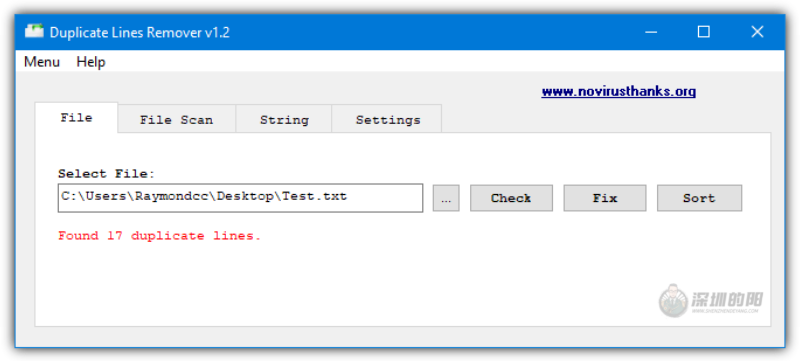 Duplicate Lines Remover v1.2
Menu Help
www.novirusthanks.org
File File Scan String Settings
Select File:
C:\Users\Raymondcc\Desktop\Test.txt ... Check Fix Sort
Found 17 duplicate lines.
深圳的阳